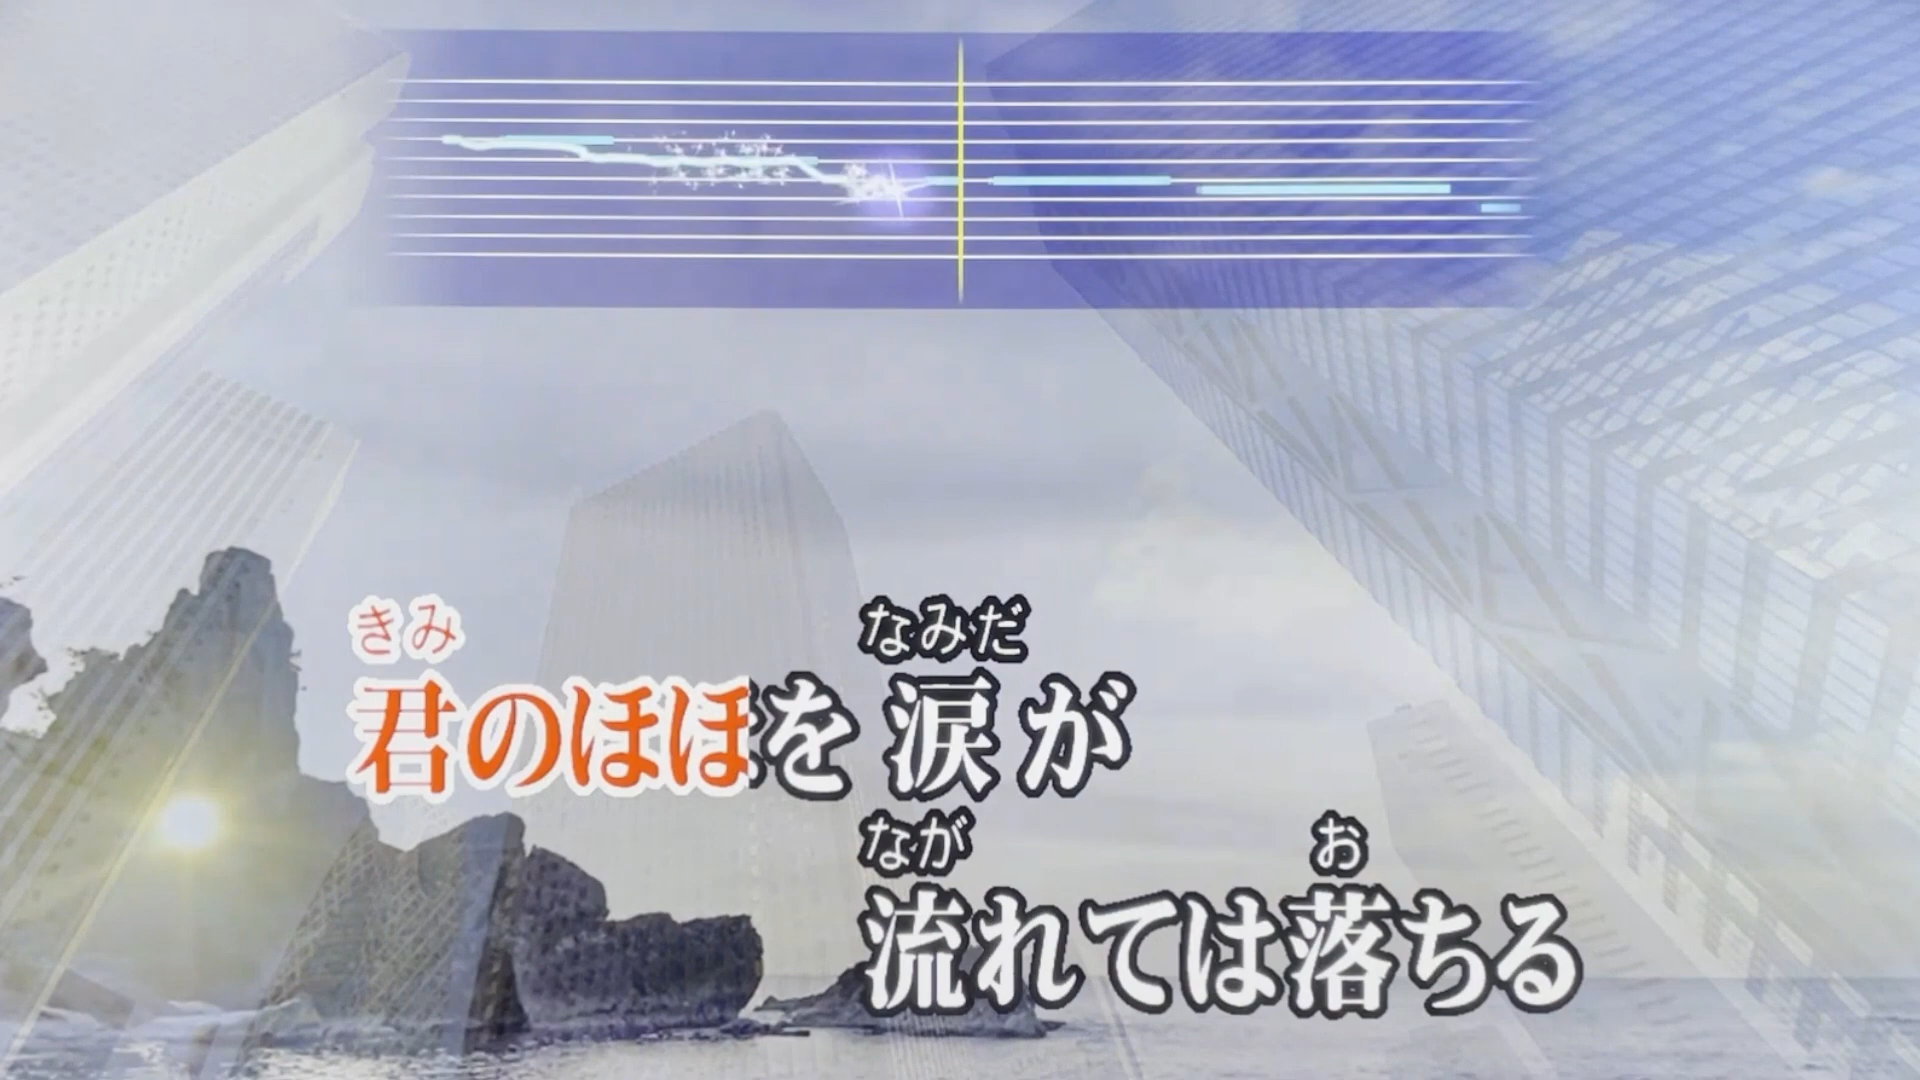 きみ
なみだ
君のほほを 涙が
なが
お
流れては落ちる